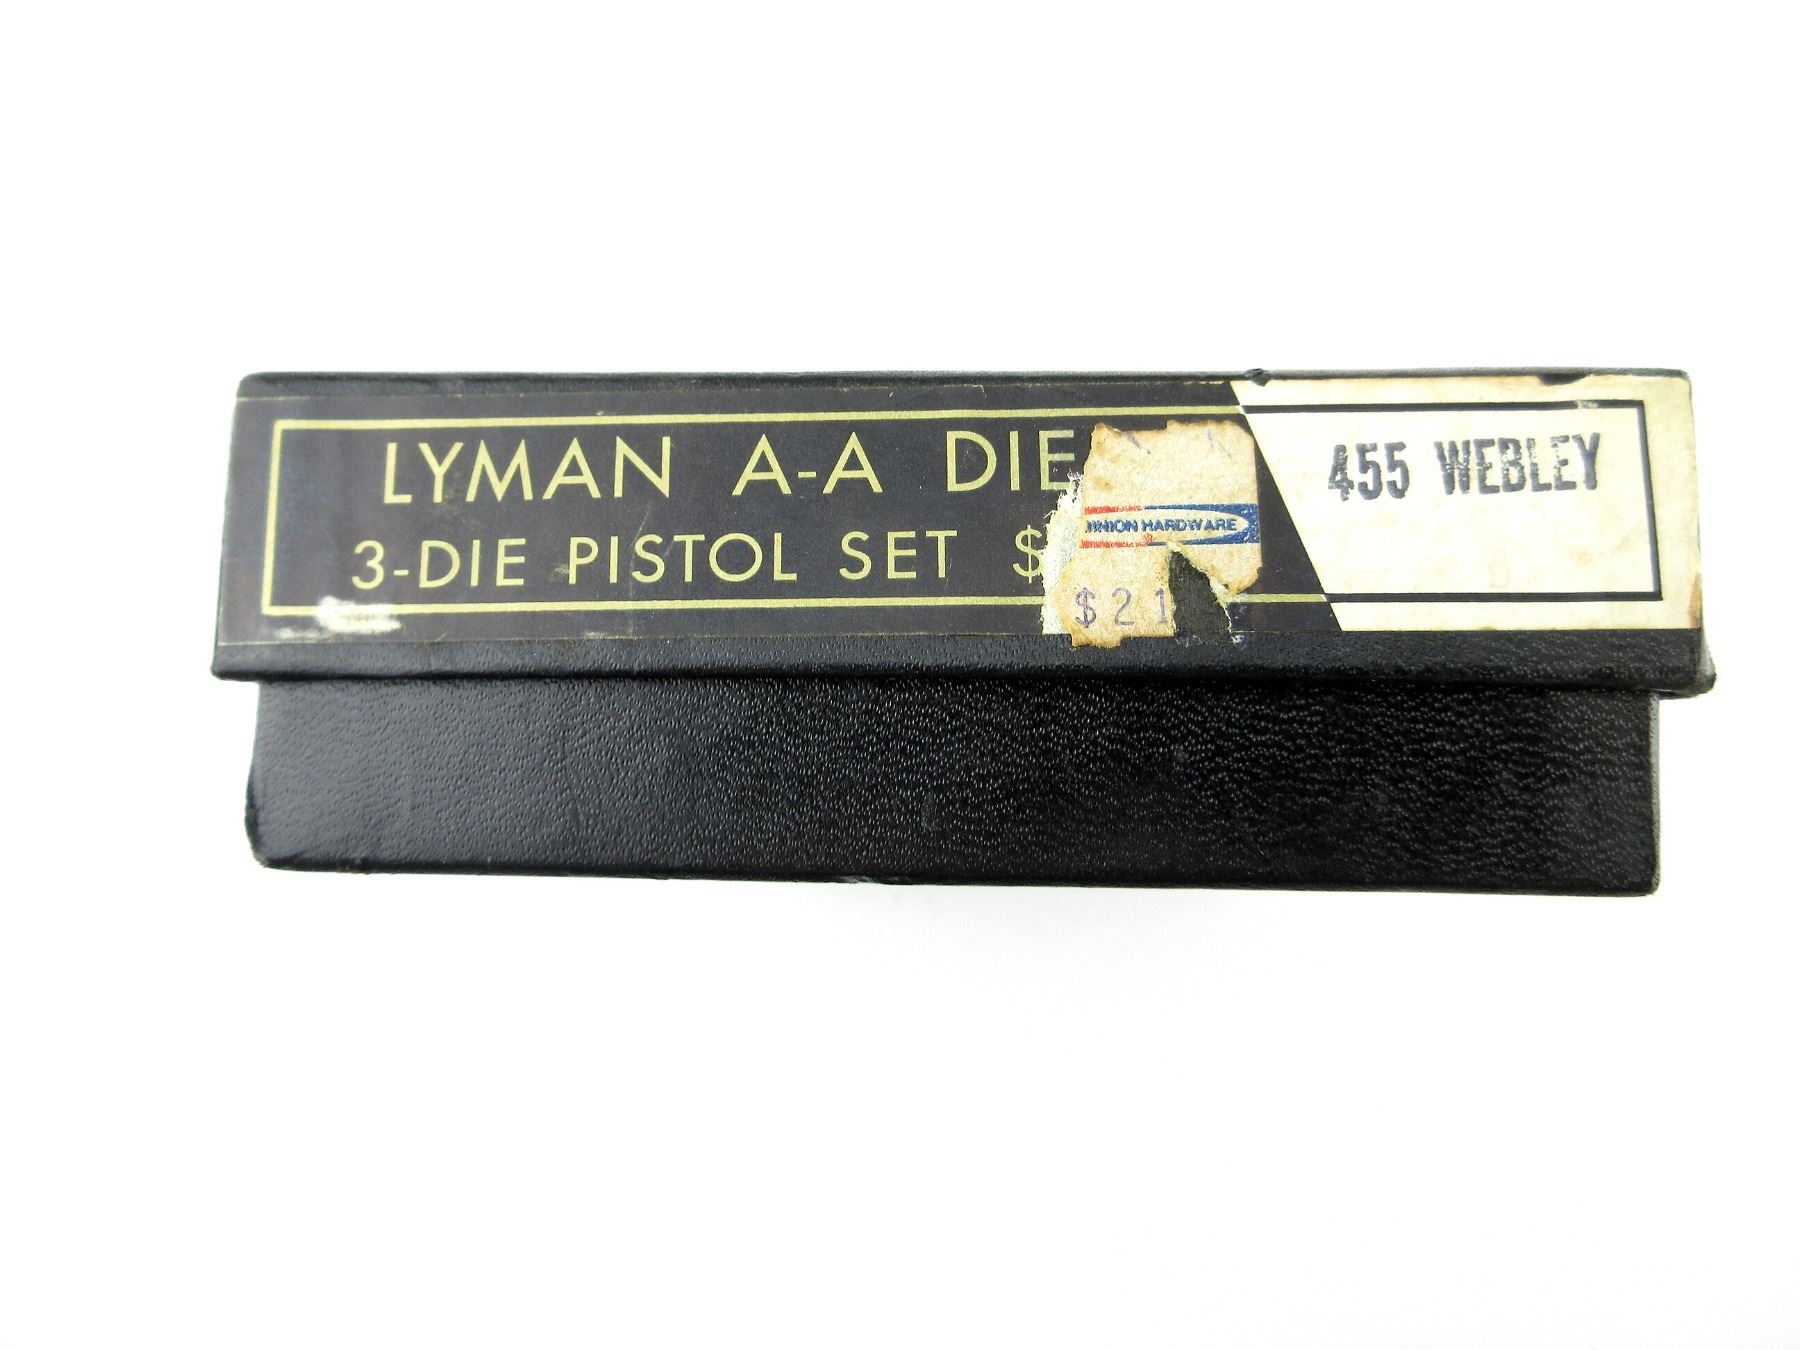 LYMAN A-A DIE
455 WEBLEY
3-DIE PISTOL SET $
UNION HARDWARE
$21